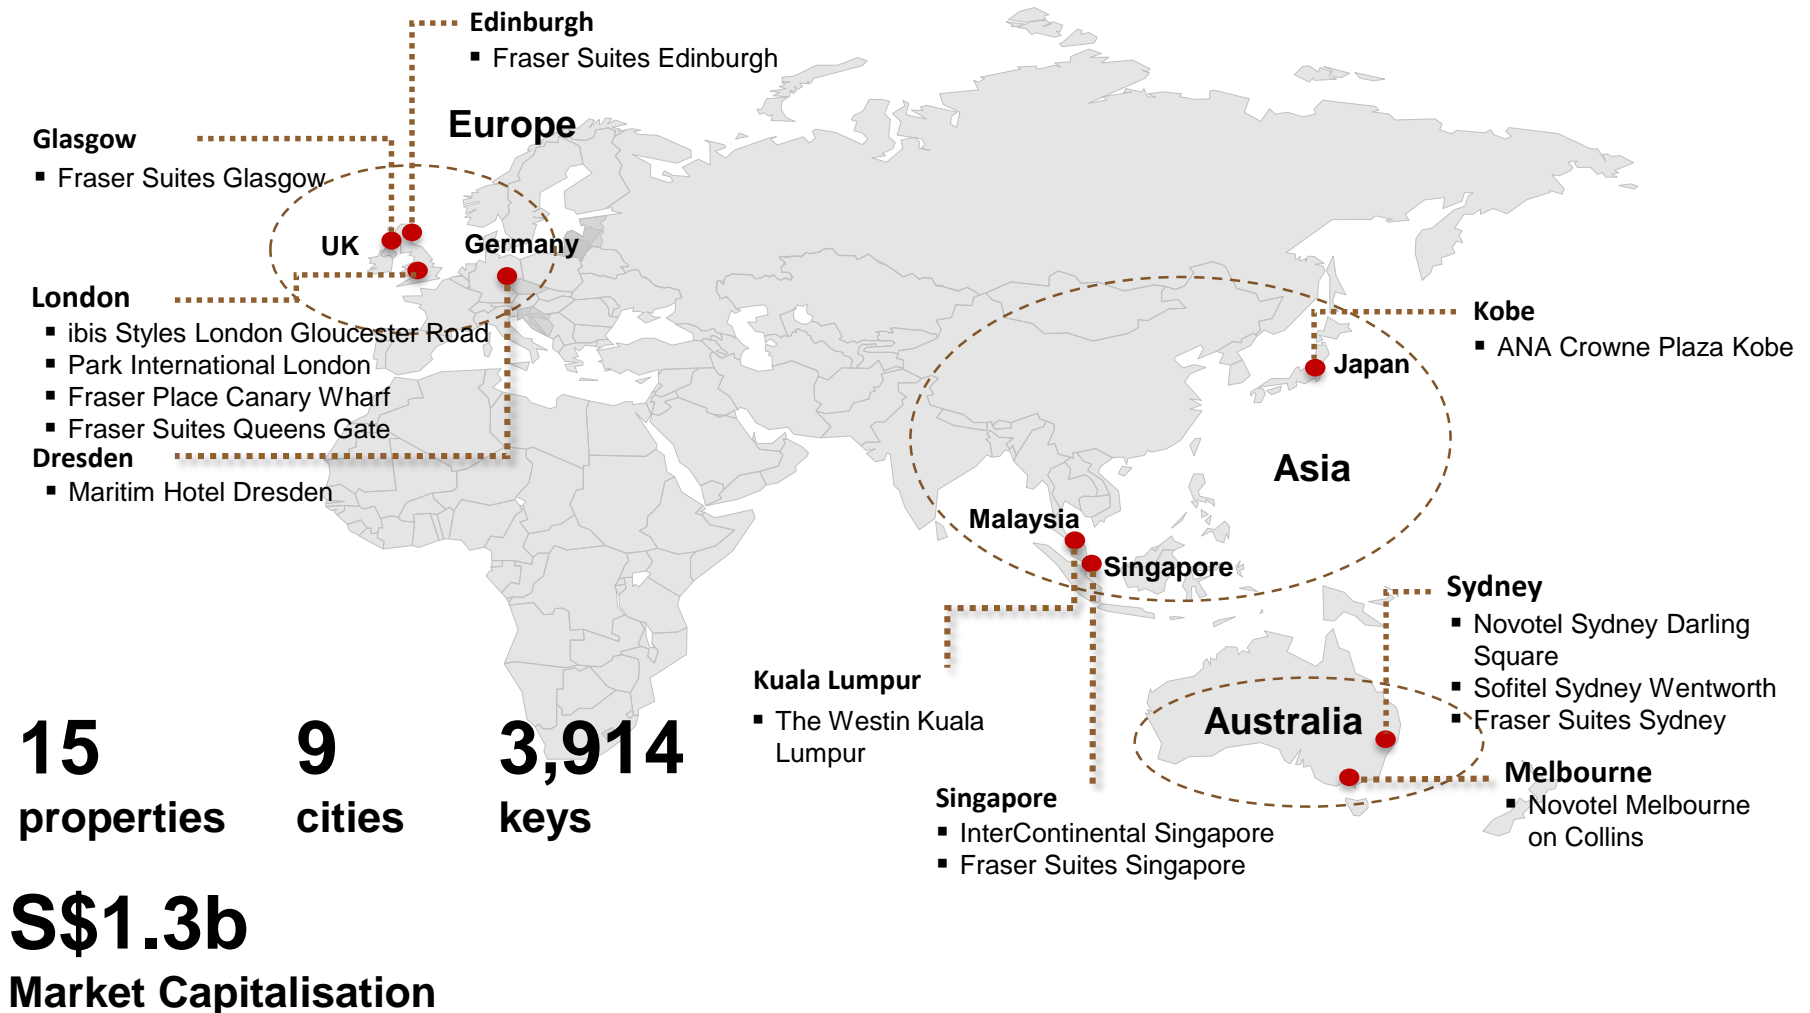 Edinburgh
▪ Fraser Suites Edinburgh
Europe
Glasgow
▪ Fraser Suites Glasgow
UK
Germany
London
▪ ibis Styles London Gloucester Road
▪ Park International London
▪ Fraser Place Canary Wharf
▪ Fraser Suites Queens Gate
Dresden
▪ Maritim Hotel Dresden
Kobe
▪ ANA Crowne Plaza Kobe
Japan
Asia
Malaysia
Singapore
Sydney
▪ Novotel Sydney Darling
Square
▪ Sofitel Sydney Wentworth
▪ Fraser Suites Sydney
Kuala Lumpur
▪ The Westin Kuala
Lumpur
Australia
Melbourne
▪ Novotel Melbourne
on Collins
Singapore
▪ InterContinental Singapore
▪ Fraser Suites Singapore
15
properties
9
cities
3,914
keys
S$1.3b
Market Capitalisation